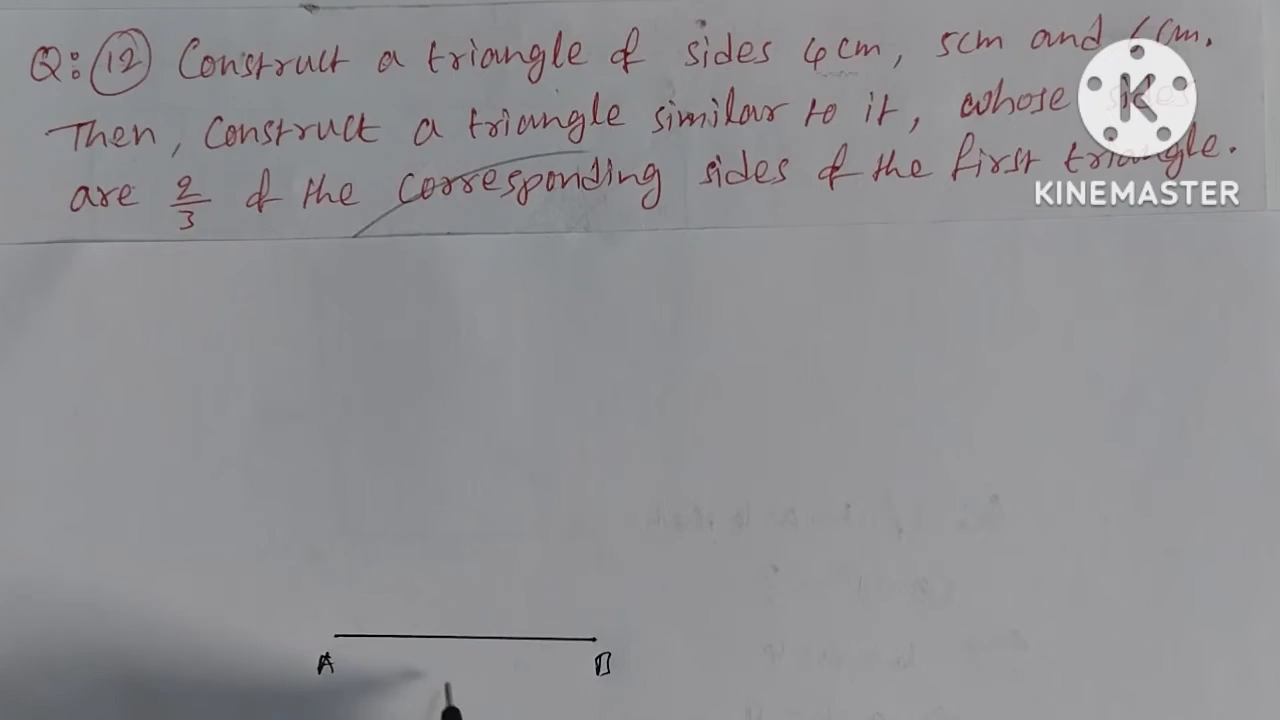 Q: 12 Construct a triangle of sides 4cm, 5cm and 6cm.
Then, construct a triangle similar to it, whose
are 2/3 of the corresponding sides of the first triangle.
K
KINEMASTER
A B